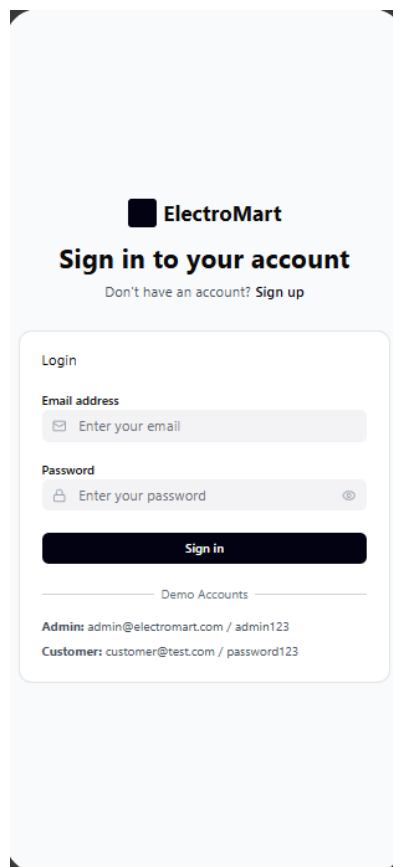 ElectroMart
Sign in to your account
Don't have an account? Sign up
Login
Email address
Enter your email
Password
Enter your password
Sign in
Demo Accounts
Admin: admin@electromart.com / admin123
Customer: customer@test.com / password123